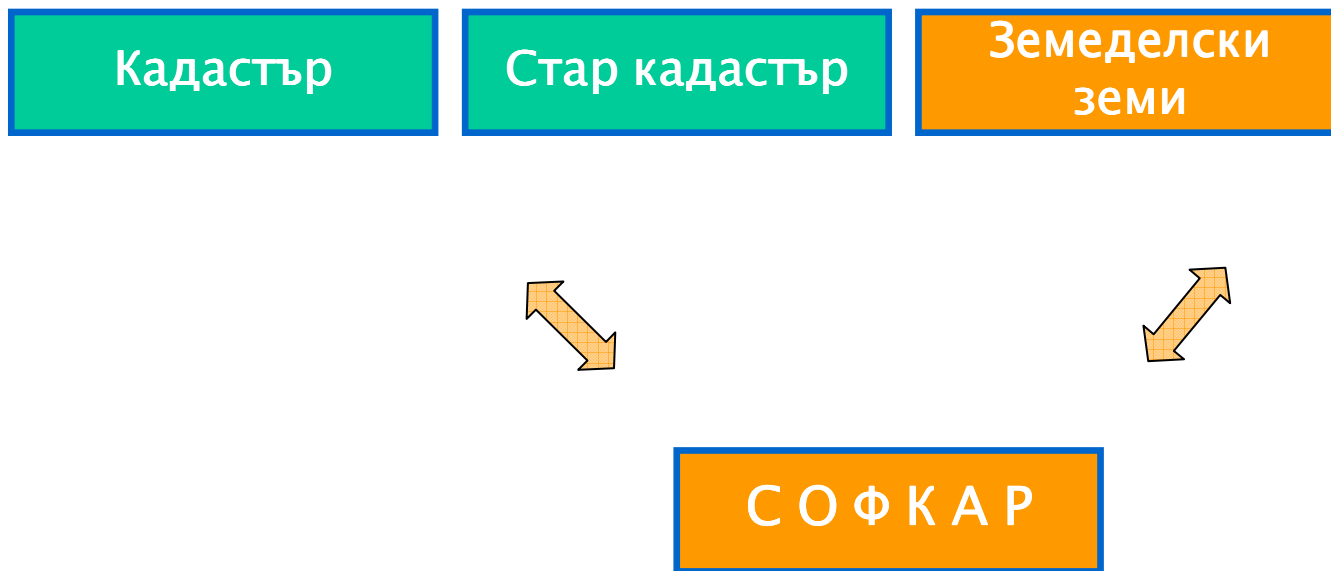 Кадастър
Стар кадастър
Земеделски
земи
С О Ф К А Р